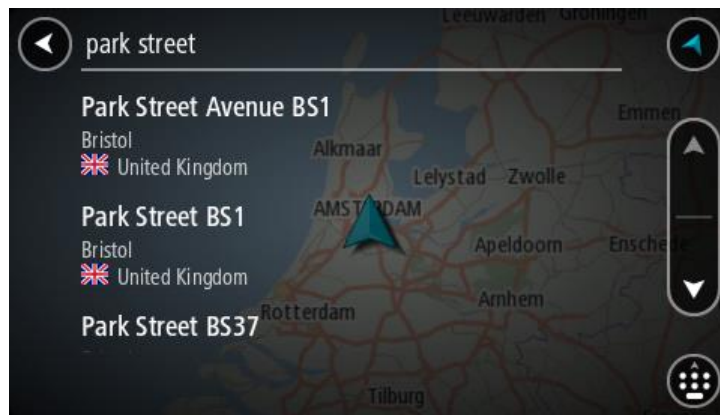 park street
Park Street Avenue BS1
Bristol
United Kingdom
Park Street BS1
Bristol
United Kingdom
Park Street BS37
Leeuwarden Groningen
Emmen
Alkmaar
Lelystad Zwolle
AMSTERDAM
Apeldoorn Enschede
Arnhem
Rotterdam
Tilburg